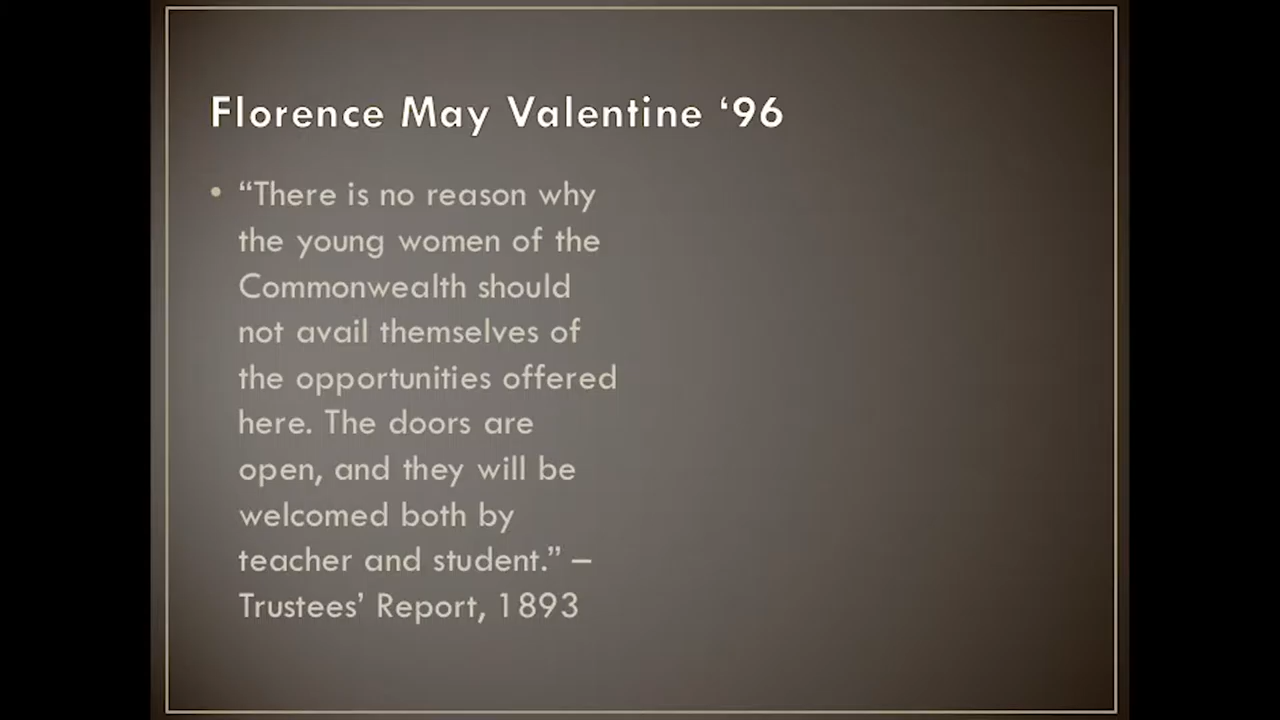 Florence May Valentine ‘96
• “There is no reason why
the young women of the
Commonwealth should
not avail themselves of
the opportunities offered
here. The doors are
open, and they will be
welcomed both by
teacher and student.” –
Trustees’ Report, 1893